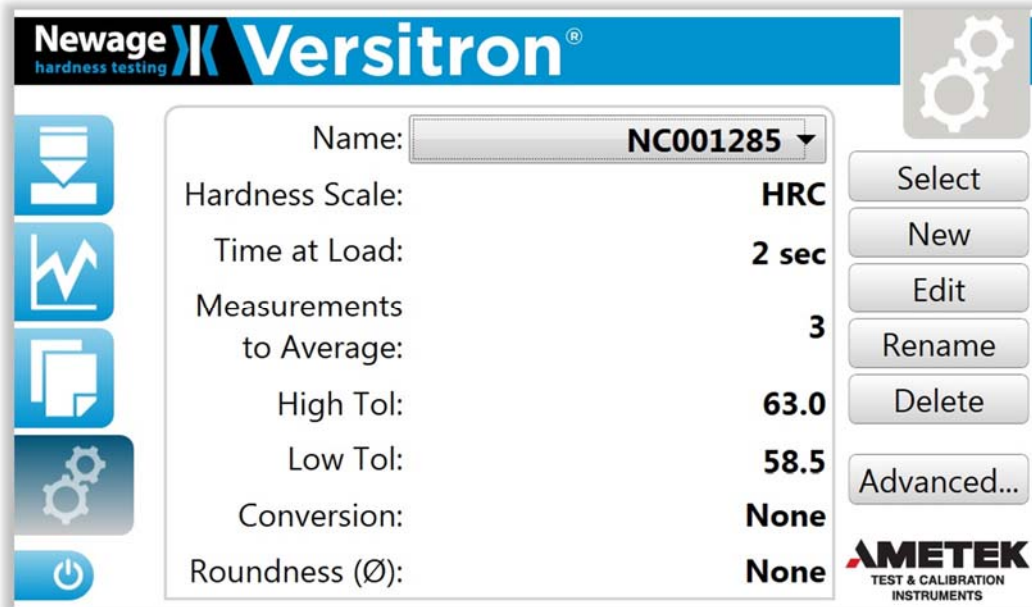 Newage
hardness testing
Versitron®
Name: NC001285
Hardness Scale: HRC
Time at Load: 2 sec
Measurements
to Average: 3
High Tol: 63.0
Low Tol: 58.5
Conversion: None
Roundness (Ø): None
Select
New
Edit
Rename
Delete
Advanced...
AMETEK
TEST & CALIBRATION
INSTRUMENTS